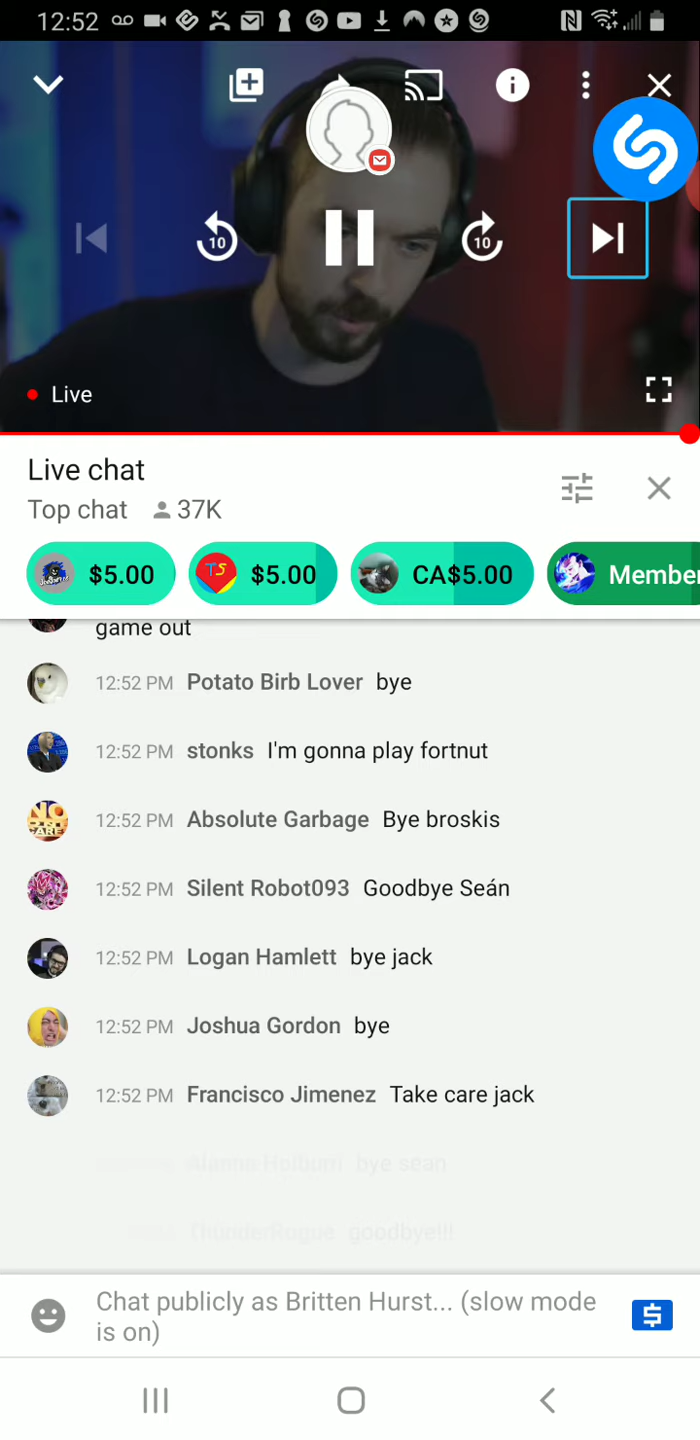 12:52
10
10
Live
Live chat
Top chat 37K
$5.00 TS $5.00 CA$5.00 Member
game out
12:52 PM Potato Birb Lover bye
12:52 PM stonks I'm gonna play fortnut
12:52 PM Absolute Garbage Bye broskis
12:52 PM Silent Robot093 Goodbye Seán
12:52 PM Logan Hamlett bye jack
12:52 PM Joshua Gordon bye
12:52 PM Francisco Jimenez Take care jack
bye sean
ThunderRogue goodbye!!!
Chat publicly as Britten Hurst... (slow mode
is on)